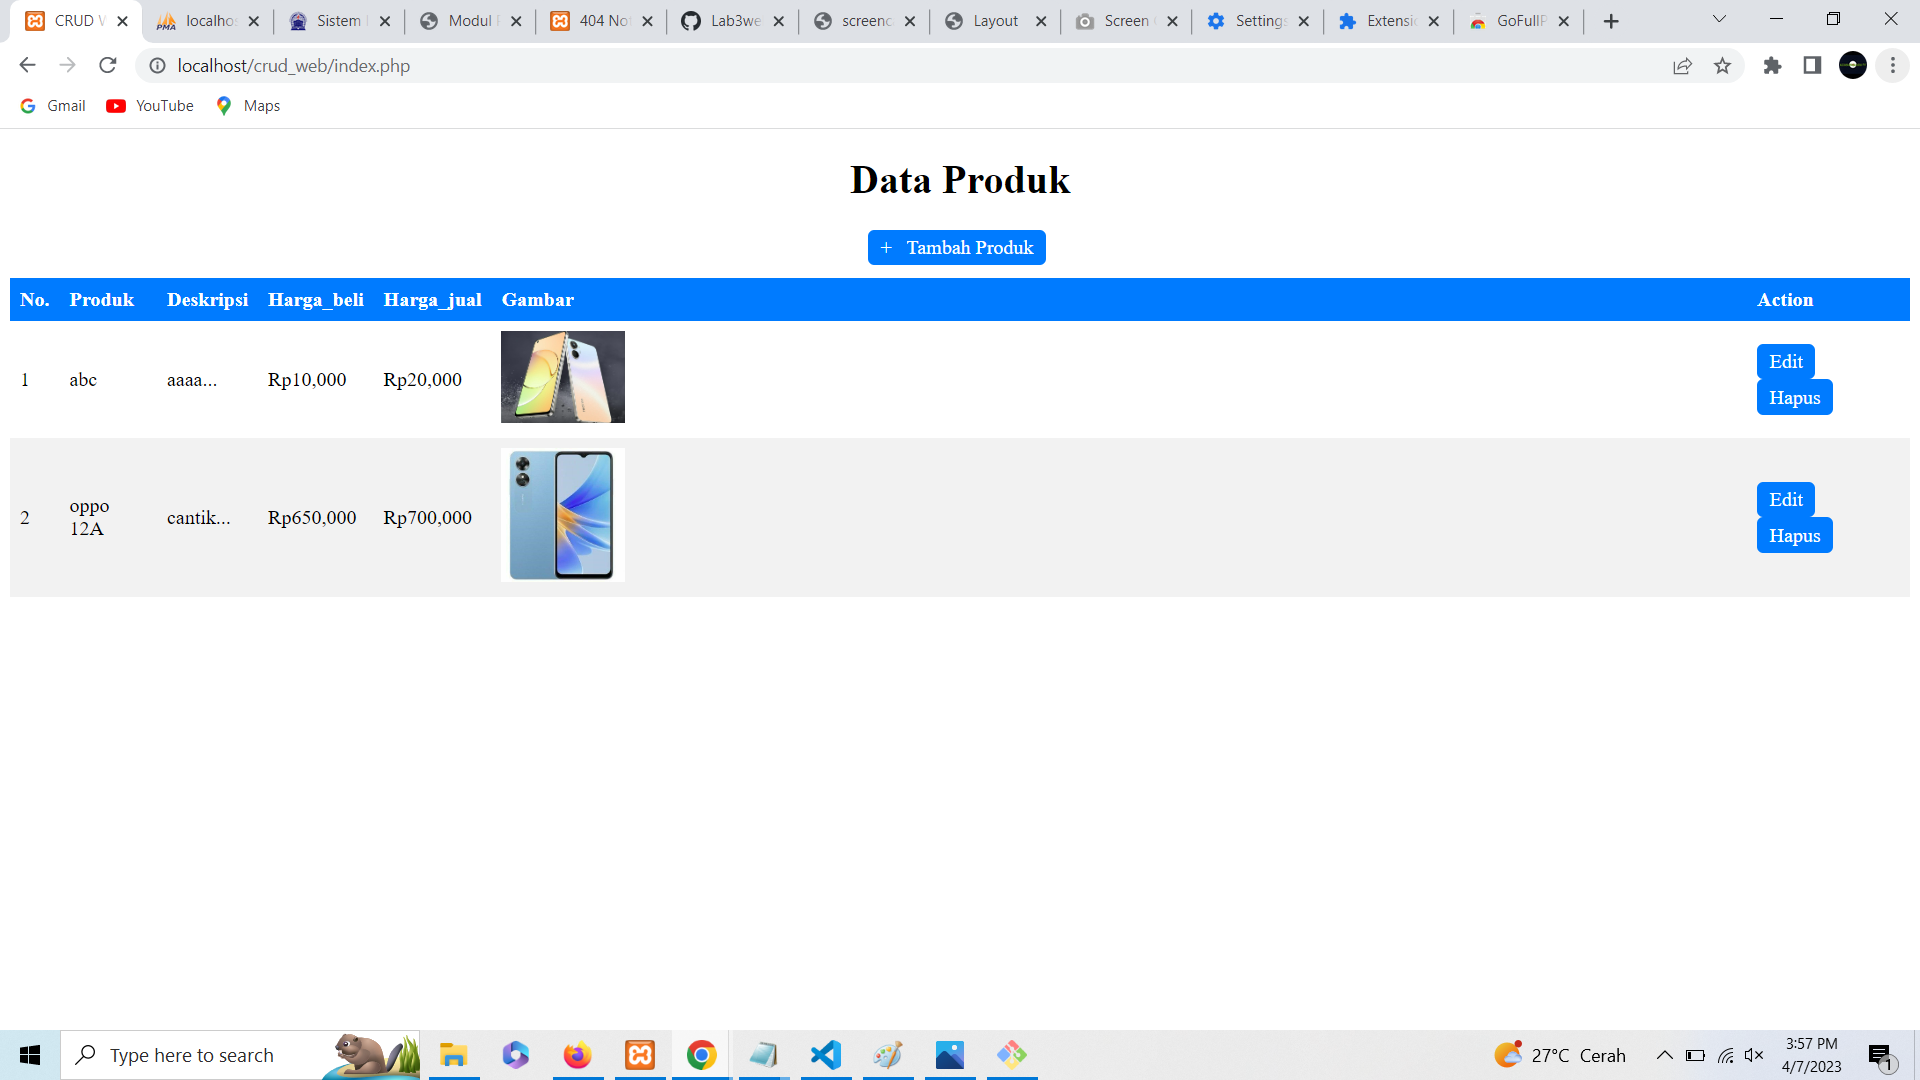 CRUD W
localhos
Sistem
Modul P
404 Not
Lab3we
screenc
Layout
Screen
Settings
Extensio
GoFullP
localhost/crud_web/index.php
Gmail
YouTube
Maps
Data Produk
+ Tambah Produk
No. Produk Deskripsi Harga_beli Harga_jual Gambar Action
1 abc aaaa... Rp10,000 Rp20,000 Edit
Hapus
2 oppo 12A cantik... Rp650,000 Rp700,000 Edit
Hapus
Type here to search
27°C Cerah
3:57 PM
4/7/2023
1